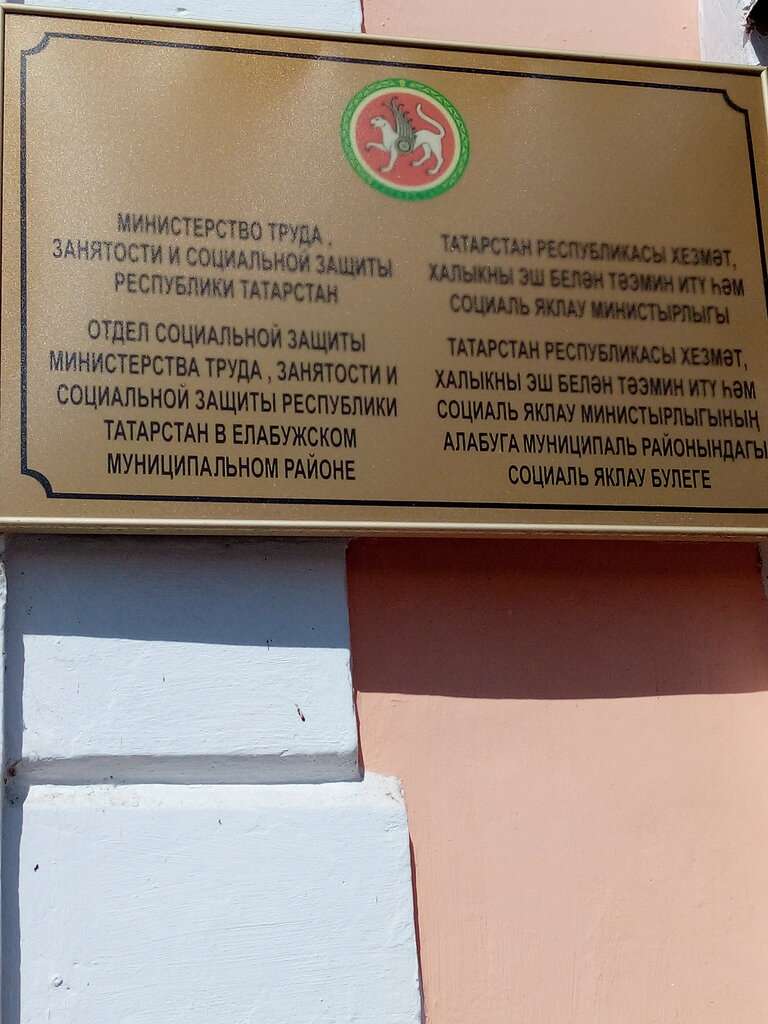 МИНИСТЕРСТВО ТРУДА ,
ЗАНЯТОСТИ И СОЦИАЛЬНОЙ ЗАЩИТЫ
РЕСПУБЛИКИ ТАТАРСТАН
ОТДЕЛ СОЦИАЛЬНОЙ ЗАЩИТЫ
МИНИСТЕРСТВА ТРУДА , ЗАНЯТОСТИ И
СОЦИАЛЬНОЙ ЗАЩИТЫ РЕСПУБЛИКИ
ТАТАРСТАН В ЕЛАБУЖСКОМ
МУНИЦИПАЛЬНОМ РАЙОНЕ
ТАТАРСТАН РЕСПУБЛИКАСЫ ХЕЗМӘТ,
ХАЛЫКНЫ ЭШ БЕЛӘН ТӘЭМИН ИТҮ ҺӘМ
СОЦИАЛЬ ЯКЛАУ МИНИСТЫРЛЫГЫ
ТАТАРСТАН РЕСПУБЛИКАСЫ ХЕЗМӘТ,
ХАЛЫКНЫ ЭШ БЕЛӘН ТӘЭМИН ИТҮ ҺӘМ
СОЦИАЛЬ ЯКЛАУ МИНИСТЫРЛЫГЫНЫҢ
АЛАБУГА МУНИЦИПАЛЬ РАЙОНЫНДАГЫ
СОЦИАЛЬ ЯКЛАУ БУЛЕГЕ